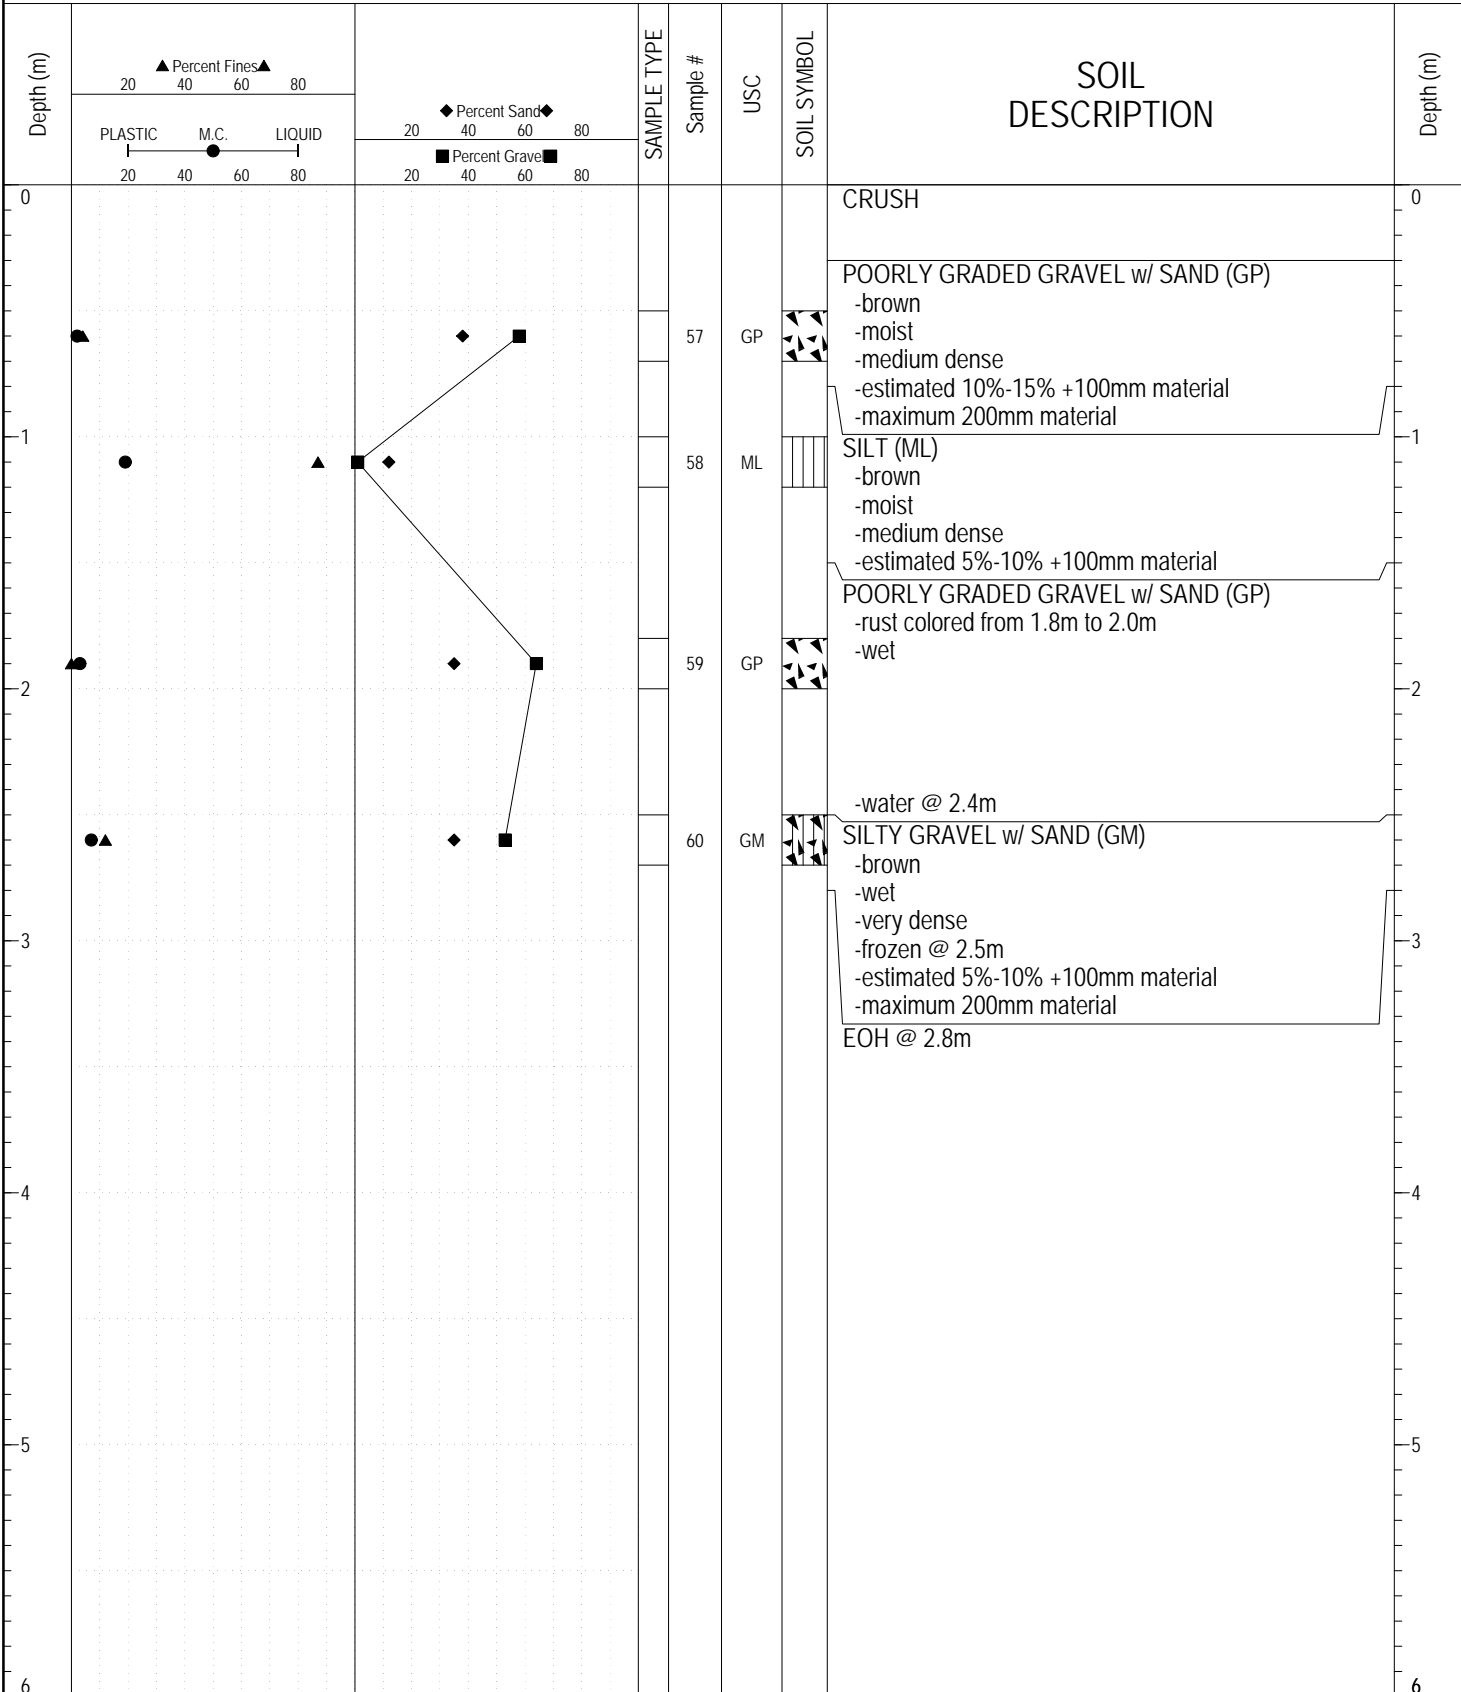 Depth (m)
▲ Percent Fines▲
20 40 60 80
PLASTIC M.C. LIQUID
20 40 60 80
◆ Percent Sand◆
20 40 60 80
■ Percent Gravel■
20 40 60 80
SAMPLE TYPE
Sample #
USC
SOIL SYMBOL
SOIL
DESCRIPTION
Depth (m)
0 CRUSH 0
POORLY GRADED GRAVEL w/ SAND (GP)
-brown
57 GP -moist
-medium dense
-estimated 10%-15% +100mm material
-maximum 200mm material
1 1
SILT (ML)
58 ML -brown
-moist
-medium dense
-estimated 5%-10% +100mm material
POORLY GRADED GRAVEL w/ SAND (GP)
-rust colored from 1.8m to 2.0m
59 GP -wet
2 2
-water @ 2.4m
60 GM SILTY GRAVEL w/ SAND (GM)
-brown
-wet
-very dense
3 -frozen @ 2.5m 3
-estimated 5%-10% +100mm material
-maximum 200mm material
EOH @ 2.8m
4 4
5 5
6 6